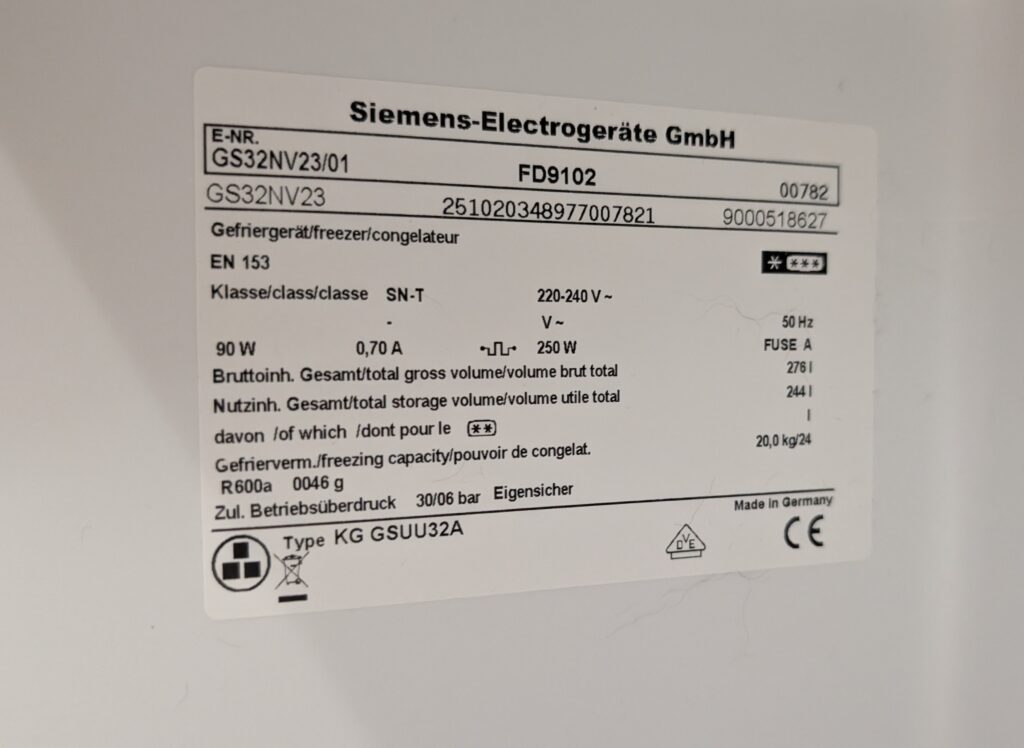 Siemens-Electrogeräte GmbH
E-NR.
GS32NV23/01 FD9102 00782
GS32NV23 251020348977007821 9000518627
Gefriergerät/freezer/congelateur
EN 153
Klasse/class/classe SN-T 220-240 V ~
- V ~ 50 Hz
90 W 0,70 A 250 W FUSE A
Bruttoinh. Gesamt/total gross volume/volume brut total 276 l
Nutzinh. Gesamt/total storage volume/volume utile total 244 l
davon /of which /dont pour le ** l
Gefrierverm./freezing capacity/pouvoir de congelat. 20,0 kg/24
R600a 0046 g
Zul. Betriebsüberdruck 30/06 bar Eigensicher
Made in Germany
Type KG GSUU32A
DVE
CE